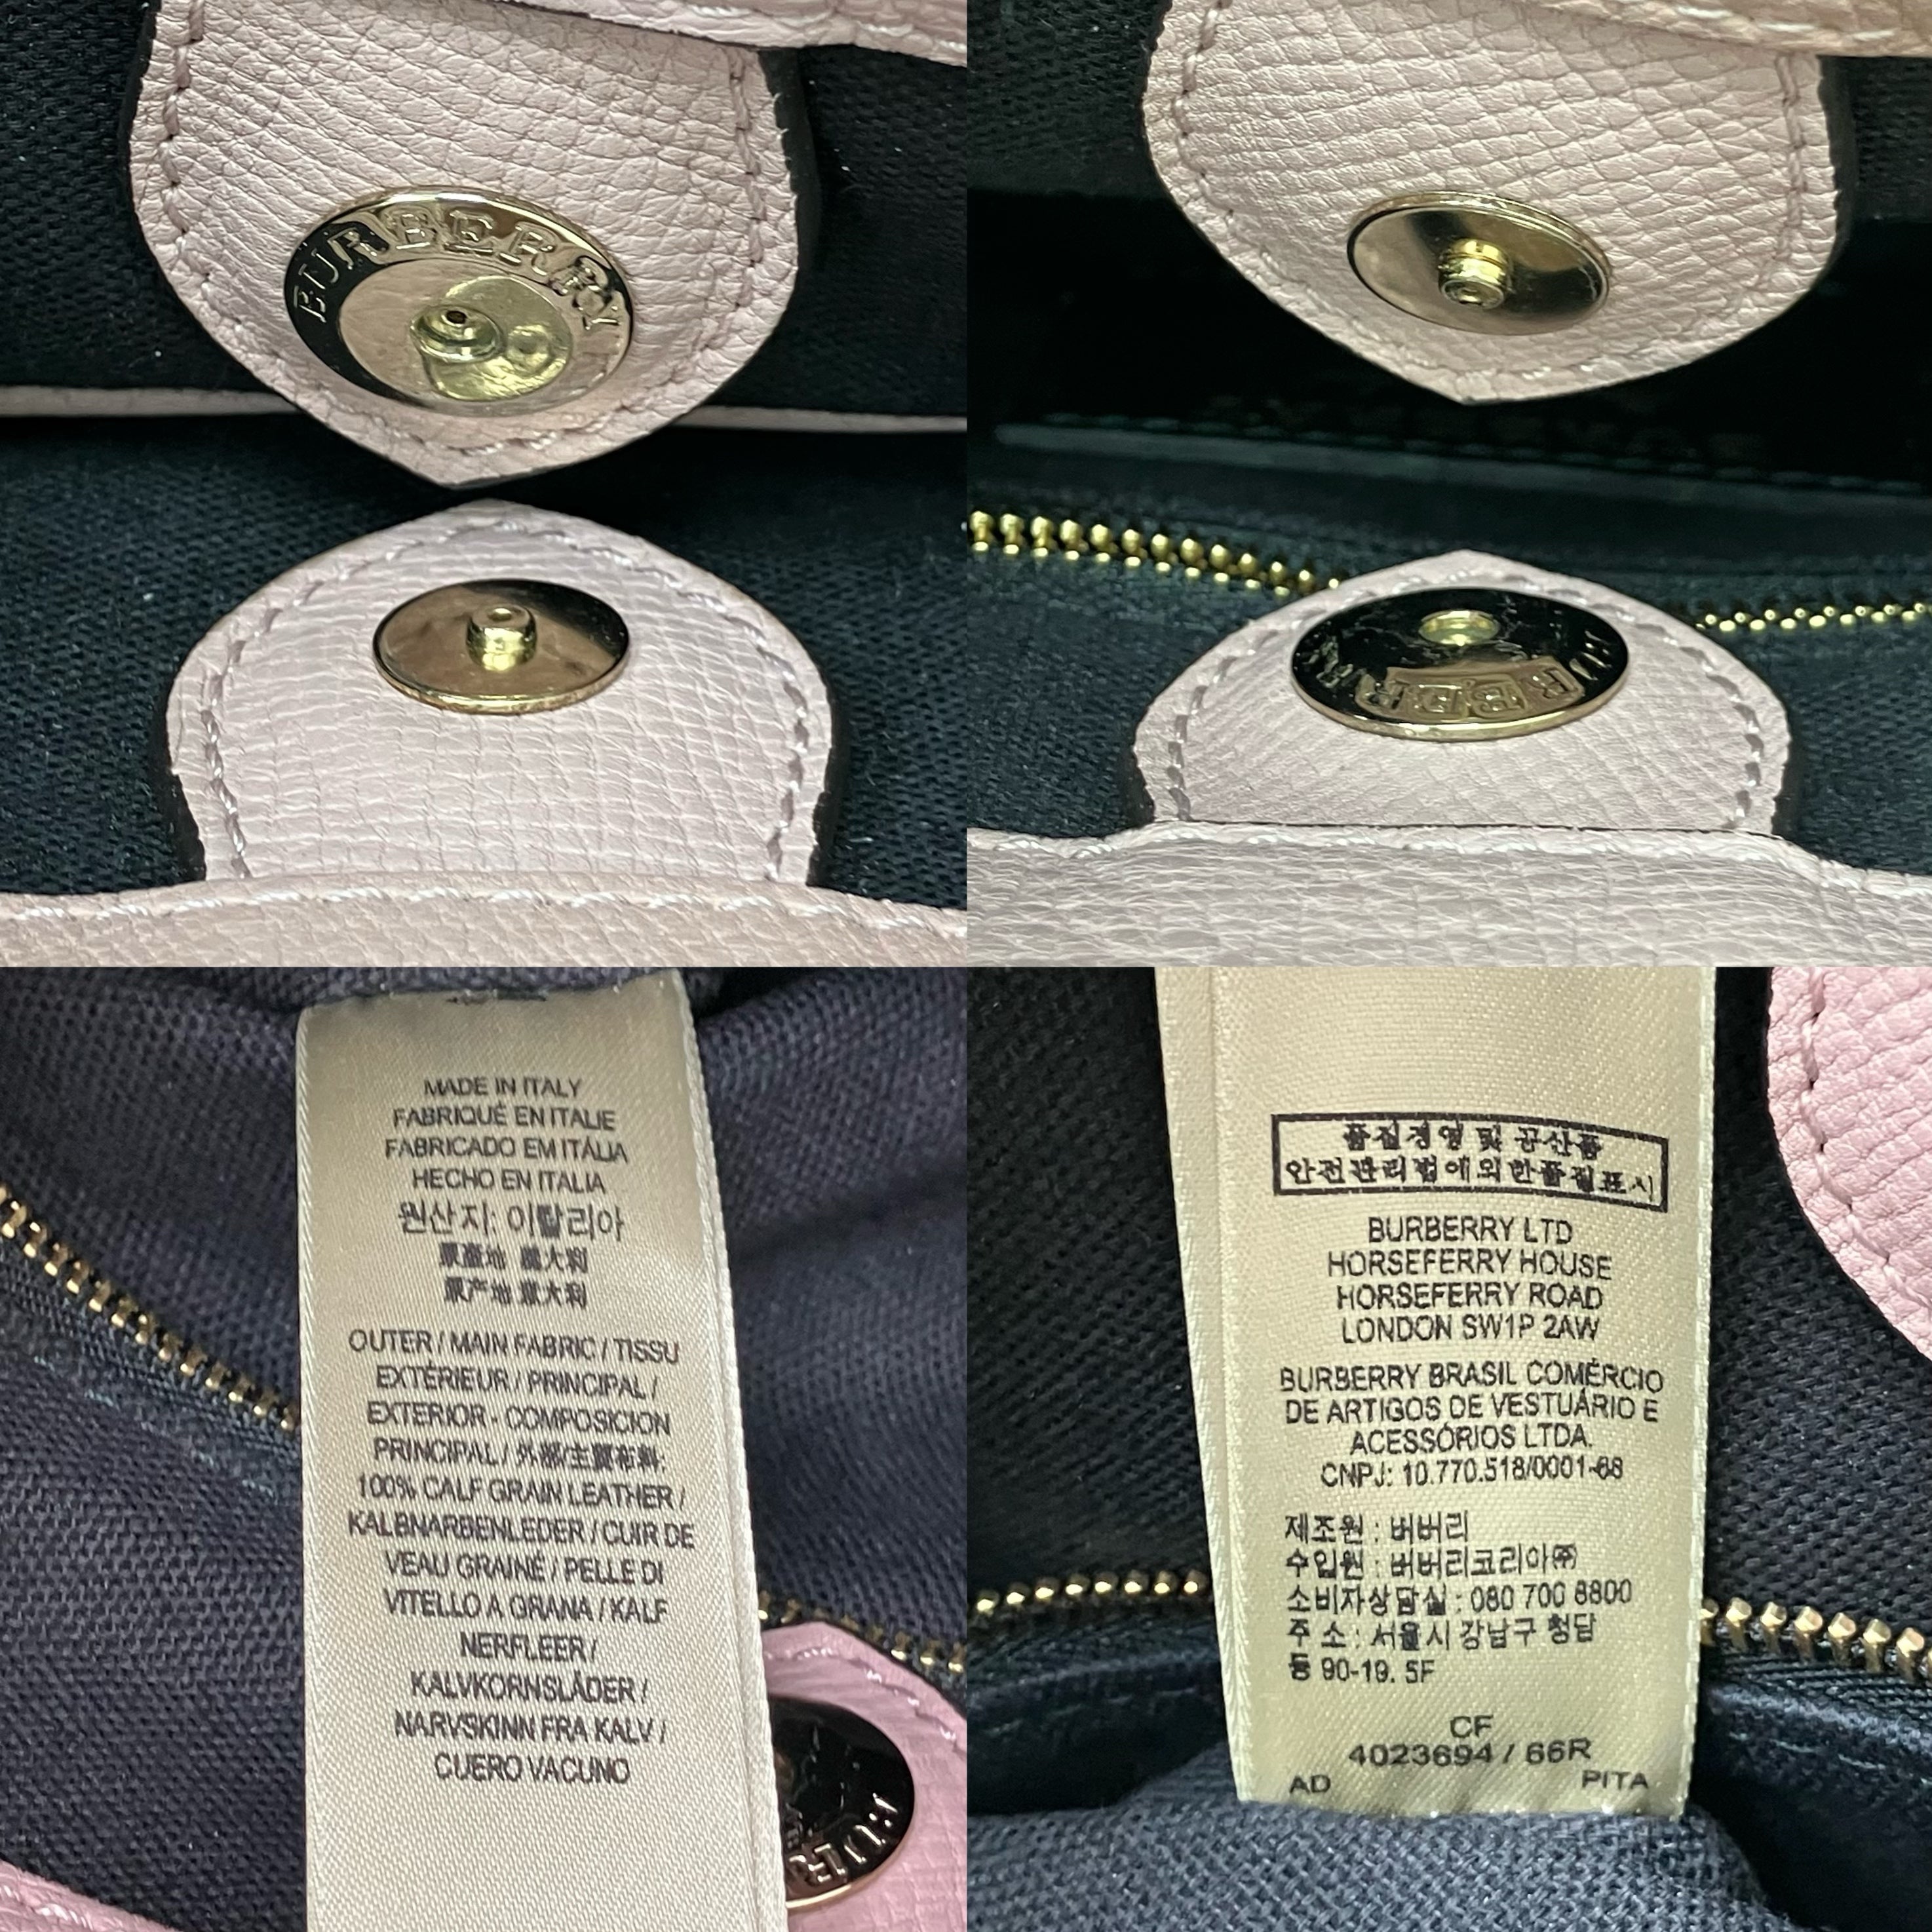 BURBERRY
BURBERRY
MADE IN ITALY
FABRIQUÉ EN ITALIE
FABRICADO EM ITÁLIA
HECHO EN ITALIA
원산지: 이탈리아
原產地 義大利
原产地 意大利
OUTER / MAIN FABRIC / TISSU
EXTÉRIEUR / PRINCIPAL /
EXTERIOR - COMPOSICION
PRINCIPAL / 外部/主要布料:
100% CALF GRAIN LEATHER /
KALBNARBENLEDER / CUIR DE
VEAU GRAINÉ / PELLE DI
VITELLO A GRANA / KALF
NERFLEER /
KALVKORNSLÄDER /
NARVSKINN FRA KALV /
CUERO VACUNO
BUR
품질경영 및 공산품
안전관리법에의한품질표시
BURBERRY LTD
HORSEFERRY HOUSE
HORSEFERRY ROAD
LONDON SW1P 2AW
BURBERRY BRASIL COMÉRCIO
DE ARTIGOS DE VESTUÁRIO E
ACESSÓRIOS LTDA.
CNPJ: 10.770.518/0001-68
제조원 : 버버리
수입원 : 버버리코리아㈜
소비자상담실 : 080 700 8800
주 소 : 서울시 강남구 청담
동 90-19. 5F
CF
4023694 / 66R
AD PITA